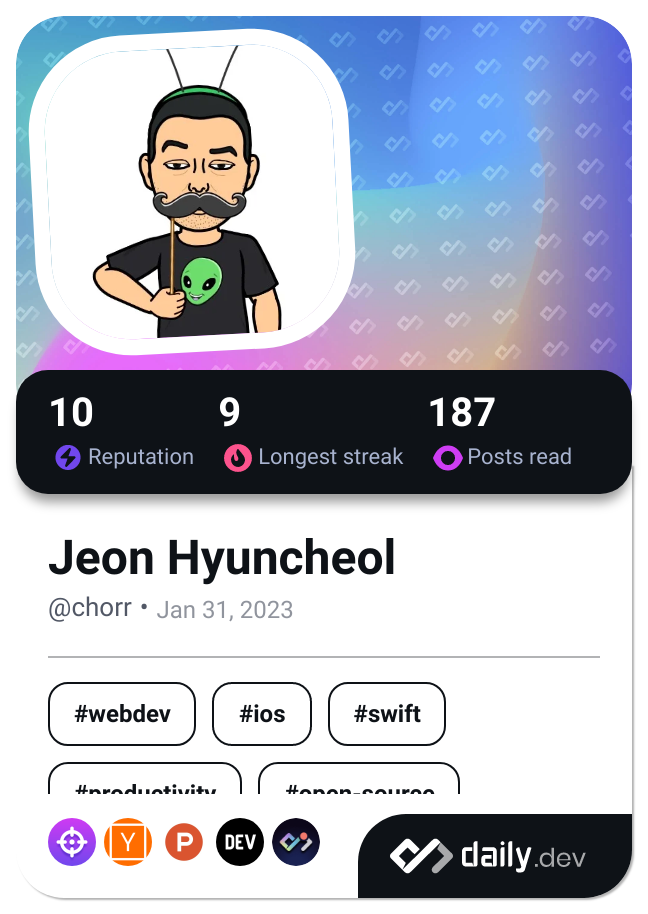 10 9 187
Reputation Longest streak Posts read
Jeon Hyuncheol
@chorr • Jan 31, 2023
#webdev #ios #swift
#productivity #open-source
Y P DEV
daily.dev